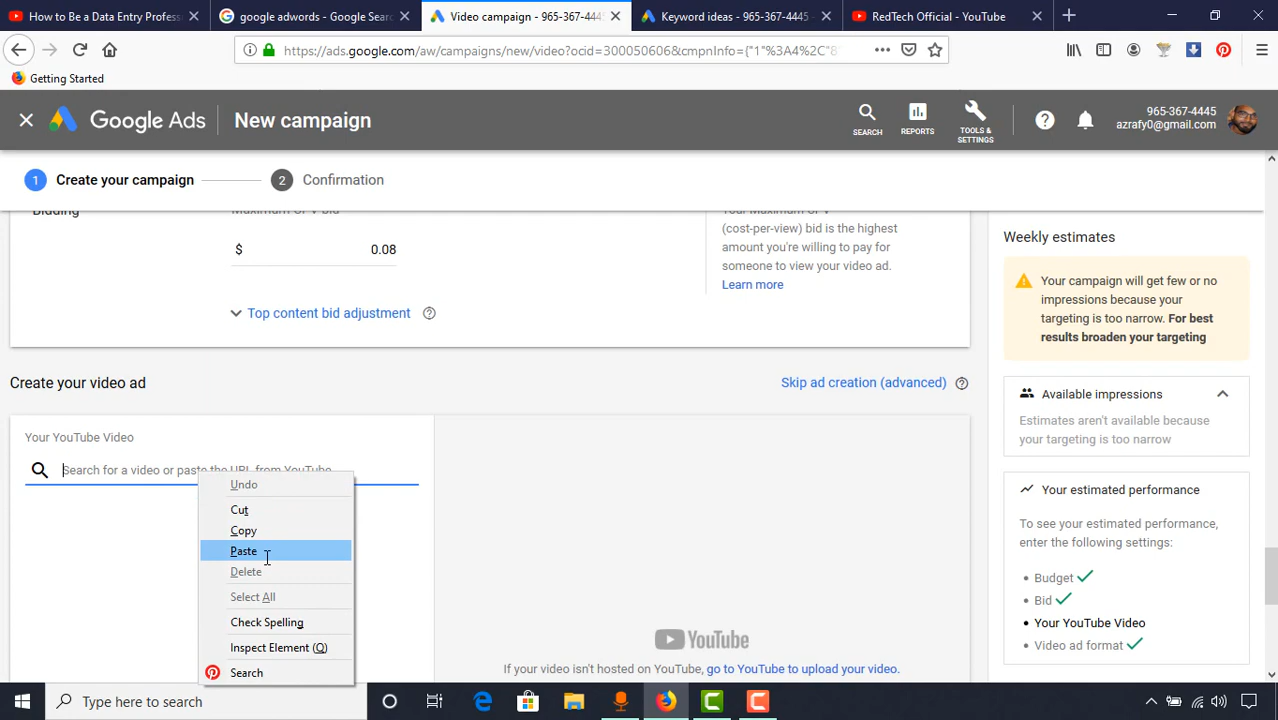 How to Be a Data Entry Profes
google adwords - Google Sear
Video campaign - 965-367-444
Keyword ideas - 965-367-4445
RedTech Official - YouTube
https://ads.google.com/aw/campaigns/new/video?ocid=300050606&cmpnInfo={"1"%3A4%2C"8
Getting Started
Google Ads
New campaign
SEARCH
REPORTS
TOOLS &
SETTINGS
965-367-4445
azrafy0@gmail.com
1 Create your campaign
2 Confirmation
Bidding
Maximum CPV bid
Your Maximum CPV
(cost-per-view) bid is the highest
amount you're willing to pay for
someone to view your video ad.
Learn more
$ 0.08
Top content bid adjustment
Weekly estimates
Your campaign will get few or no
impressions because your
targeting is too narrow. For best
results broaden your targeting
Create your video ad
Skip ad creation (advanced)
Available impressions
Estimates aren't available because
your targeting is too narrow
Your YouTube Video
Search for a video or paste the URL from YouTube
Undo
Cut
Copy
Paste
Delete
Select All
Check Spelling
Inspect Element (Q)
Search
Your estimated performance
To see your estimated performance,
enter the following settings:
• Budget
• Bid
• Your YouTube Video
• Video ad format
YouTube
If your video isn't hosted on YouTube, go to YouTube to upload your video.
Type here to search